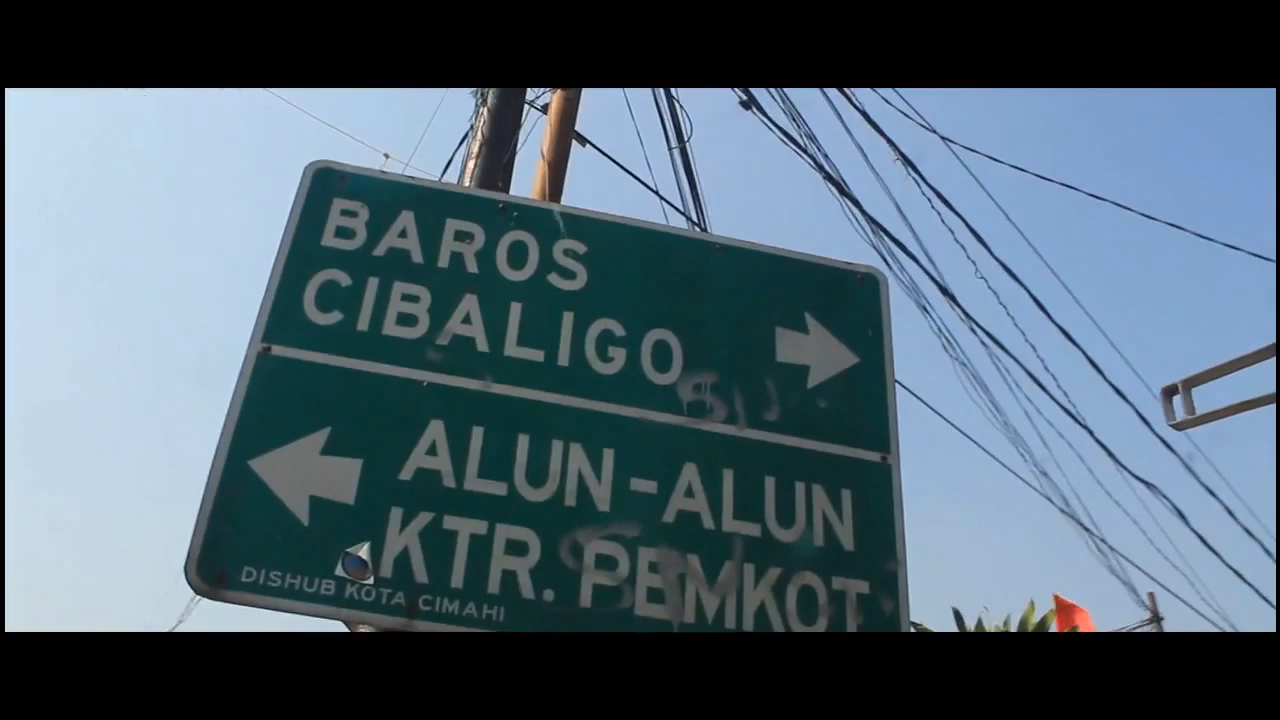 BAROS
CIBALIGO
ALUN-ALUN
KTR. PEMKOT
DISHUB KOTA CIMAHI